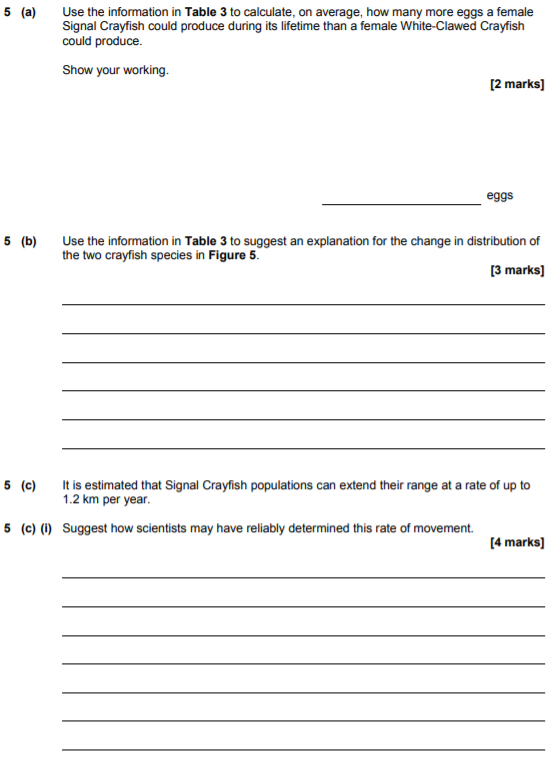 5 (a) Use the information in Table 3 to calculate, on average, how many more eggs a female
Signal Crayfish could produce during its lifetime than a female White-Clawed Crayfish
could produce.
Show your working.
[2 marks]
eggs
5 (b) Use the information in Table 3 to suggest an explanation for the change in distribution of
the two crayfish species in Figure 5.
[3 marks]
5 (c) It is estimated that Signal Crayfish populations can extend their range at a rate of up to
1.2 km per year.
5 (c) (i) Suggest how scientists may have reliably determined this rate of movement.
[4 marks]